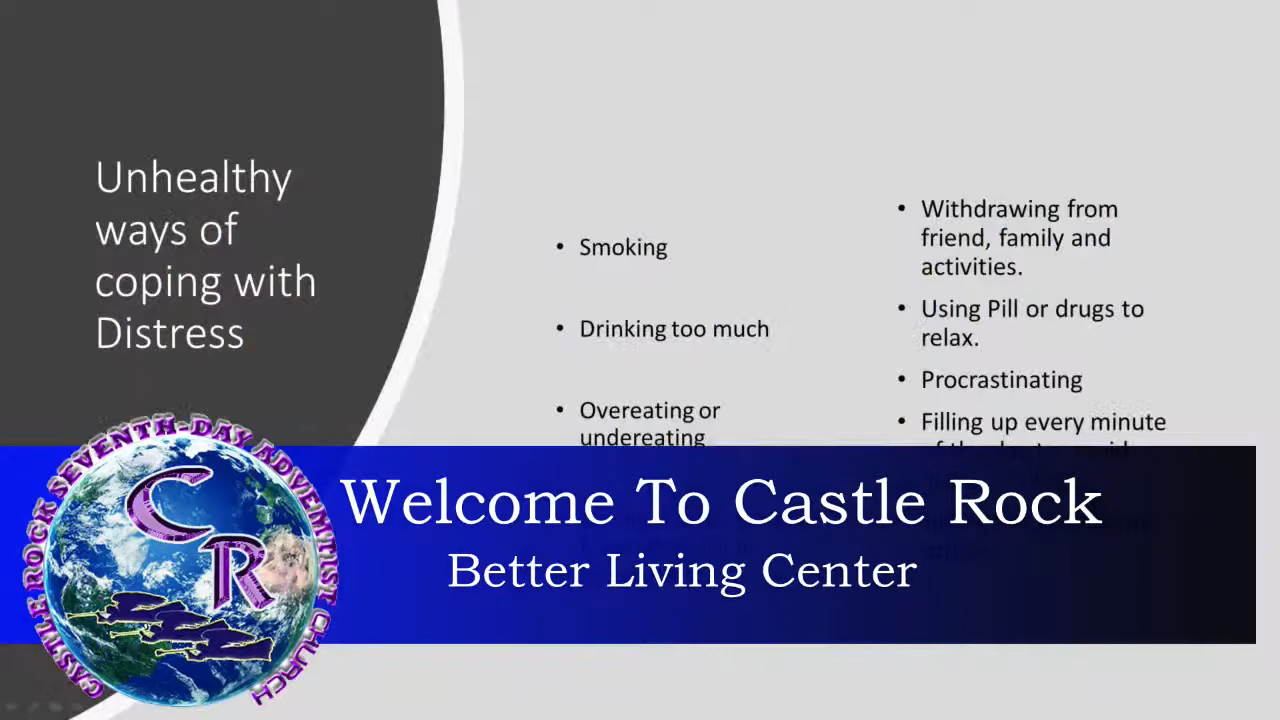 Unhealthy
ways of
coping with
Distress
• Smoking
• Drinking too much
• Overeating or
undereating
• Withdrawing from
friend, family and
activities.
• Using Pill or drugs to
relax.
• Procrastinating
• Filling up every minute
Welcome To Castle Rock
Better Living Center
CASTLE ROCK SEVENTH-DAY ADVENTIST CHURCH
CR